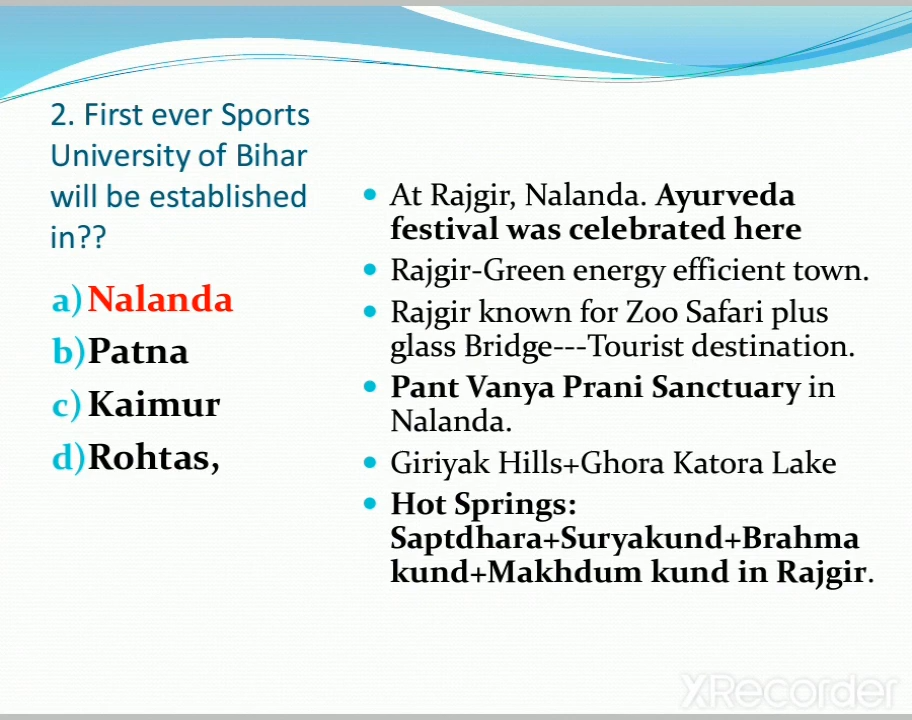 2. First ever Sports
University of Bihar
will be established
in??
a)Nalanda
b)Patna
c)Kaimur
d)Rohtas,
• At Rajgir, Nalanda. Ayurveda
festival was celebrated here
• Rajgir-Green energy efficient town.
• Rajgir known for Zoo Safari plus
glass Bridge---Tourist destination.
• Pant Vanya Prani Sanctuary in
Nalanda.
• Giriyak Hills+Ghora Katora Lake
• Hot Springs:
Saptdhara+Suryakund+Brahma
kund+Makhdum kund in Rajgir.
XRecorder